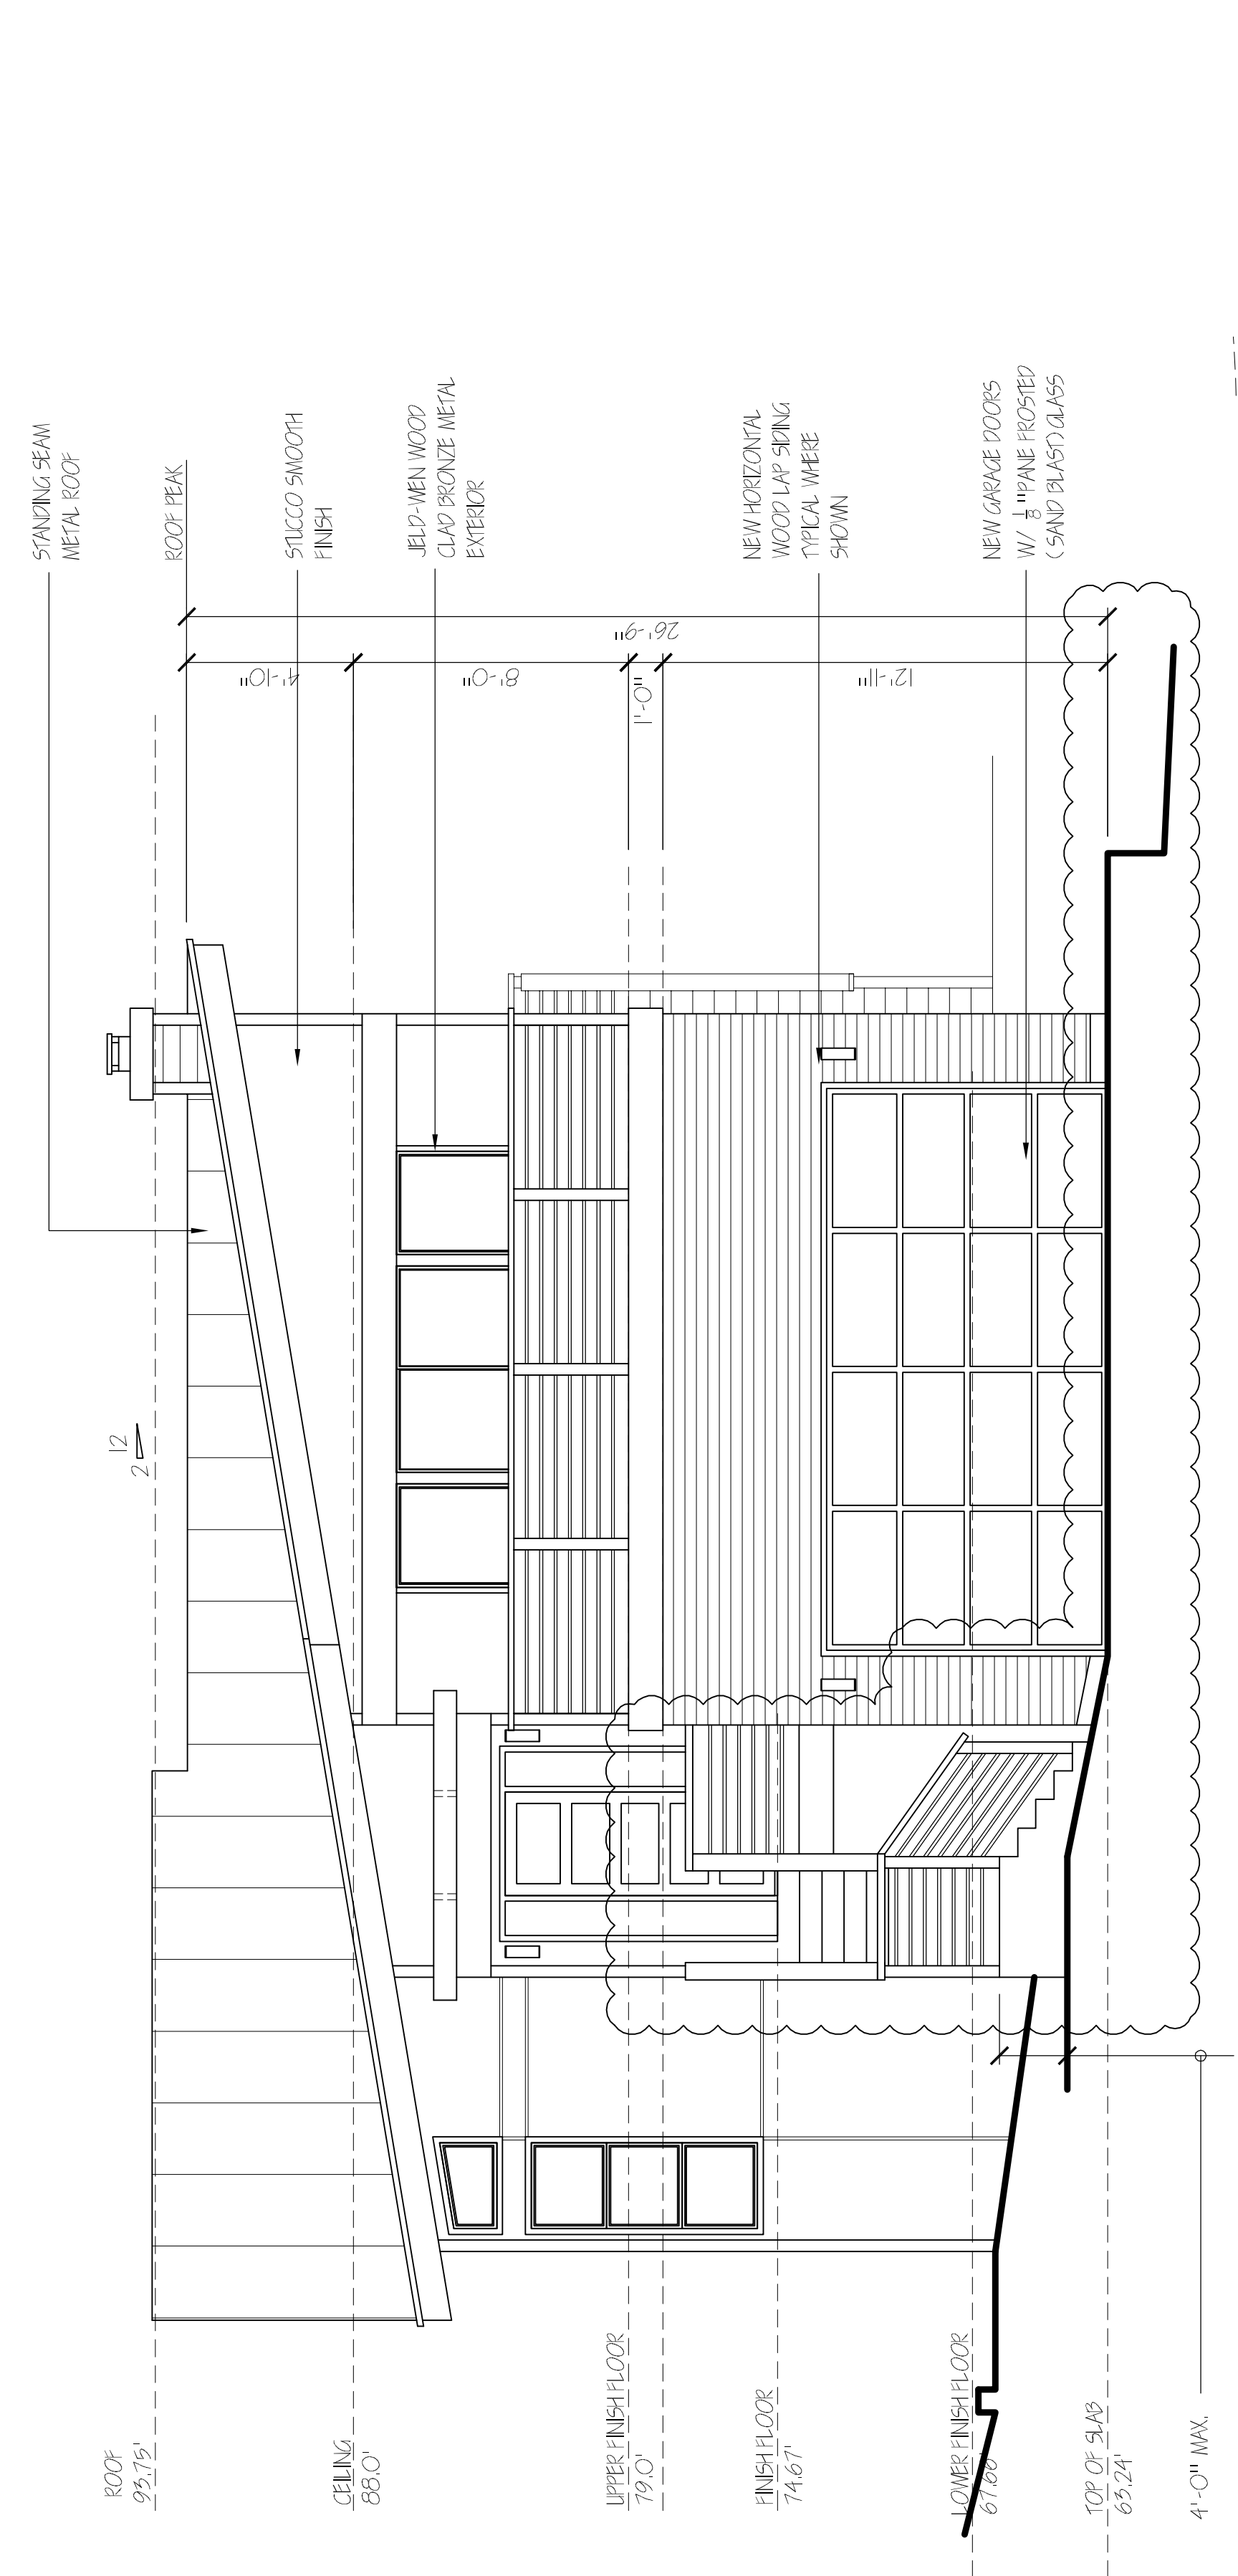 STANDING SEAM
METAL ROOF
ROOF PEAK
STUCCO SMOOTH
FINISH
JELD-WEN WOOD
CLAD BRONZE METAL
EXTERIOR
NEW HORIZONTAL
WOOD LAP SIDING
TYPICAL WHERE
SHOWN
NEW GARAGE DOORS
W/ 1/8" PANE FROSTED
(SAND BLAST) GLASS
26'-9"
4'-10"
8'-0"
1'-0"
12'-11"
12
2
ROOF
93.75'
CEILING
88.0'
UPPER FINISH FLOOR
79.0'
FINISH FLOOR
74.67'
LOWER FINISH FLOOR
TOP OF SLAB
63.24'
4'-0" MAX.